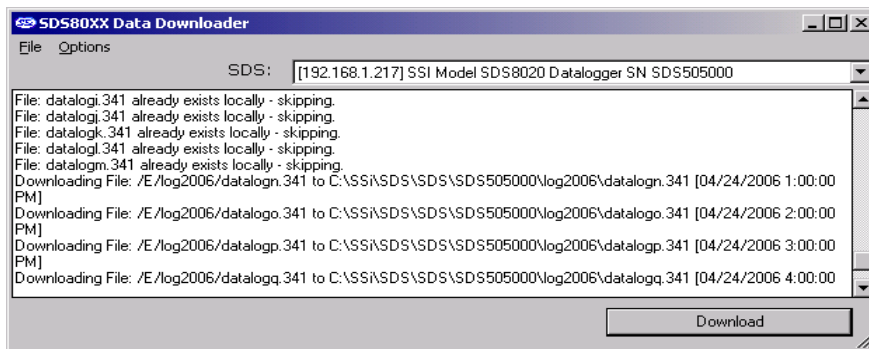 SDS80XX Data Downloader
File Options
SDS: [192.168.1.217] SSI Model SDS8020 Datalogger SN SDS505000
File: datalogi.341 already exists locally - skipping.
File: datalogj.341 already exists locally - skipping.
File: datalogk.341 already exists locally - skipping.
File: datalogl.341 already exists locally - skipping.
File: datalogm.341 already exists locally - skipping.
Downloading File: /E/log2006/datalogn.341 to C:\SSi\SDS\SDS\SDS505000\log2006\datalogn.341 [04/24/2006 1:00:00
PM]
Downloading File: /E/log2006/datalogo.341 to C:\SSi\SDS\SDS\SDS505000\log2006\datalogo.341 [04/24/2006 2:00:00
PM]
Downloading File: /E/log2006/datalogp.341 to C:\SSi\SDS\SDS\SDS505000\log2006\datalogp.341 [04/24/2006 3:00:00
PM]
Downloading File: /E/log2006/datalogq.341 to C:\SSi\SDS\SDS\SDS505000\log2006\datalogq.341 [04/24/2006 4:00:00
Download